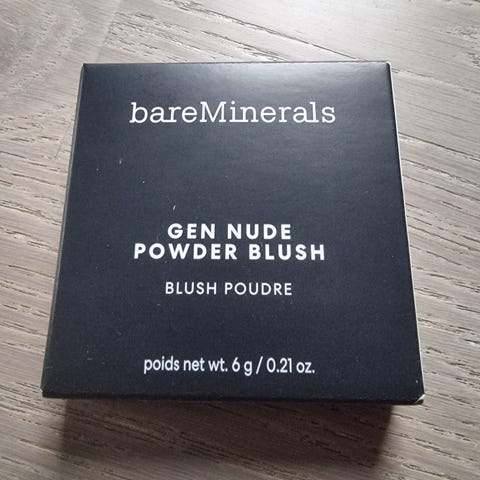 bareMinerals
GEN NUDE
POWDER BLUSH
BLUSH POUDRE
poids net wt. 6 g / 0.21 oz.